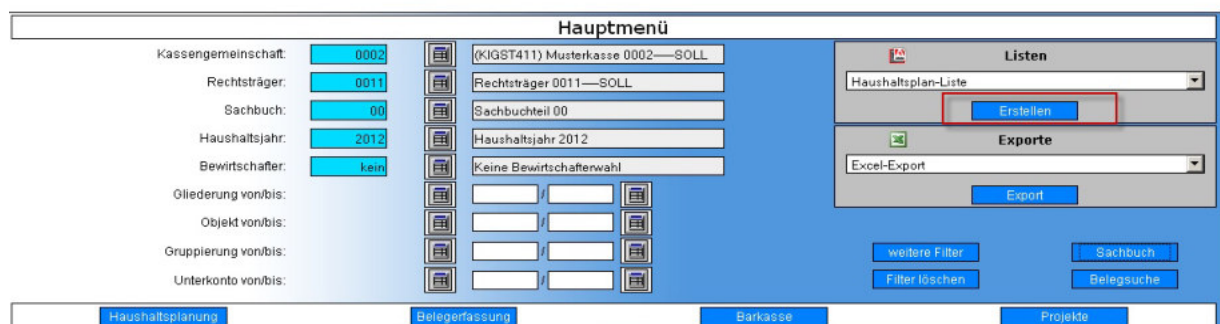 Hauptmenü
Kassengemeinschaft: 0002 (KIGST411) Musterkasse 0002----SOLL
Rechtsträger: 0011 Rechtsträger 0011----SOLL
Sachbuch: 00 Sachbuchteil 00
Haushaltsjahr: 2012 Haushaltsjahr 2012
Bewirtschafter: kein Keine Bewirtschafterwahl
Gliederung von/bis: /
Objekt von/bis: /
Gruppierung von/bis: /
Unterkonto von/bis: /
Listen
Haushaltsplan-Liste
Erstellen
Exporte
Excel-Export
Export
weitere Filter Sachbuch
Filter löschen Belegsuche
Haushaltsplanung Belegerfassung Barkasse Projekte